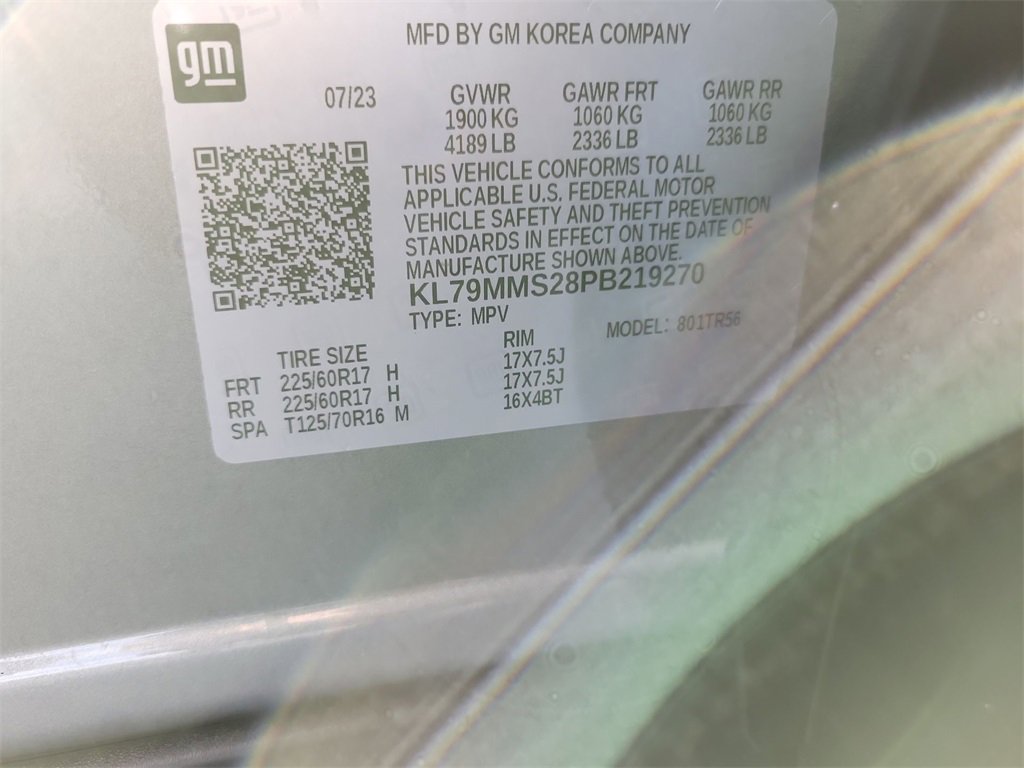 gm
MFD BY GM KOREA COMPANY
07/23
GVWR GAWR FRT GAWR RR
1900 KG 1060 KG 1060 KG
4189 LB 2336 LB 2336 LB
THIS VEHICLE CONFORMS TO ALL
APPLICABLE U.S. FEDERAL MOTOR
VEHICLE SAFETY AND THEFT PREVENTION
STANDARDS IN EFFECT ON THE DATE OF
MANUFACTURE SHOWN ABOVE.
KL79MMS28PB219270
TYPE: MPV MODEL: 801TR56
TIRE SIZE RIM
FRT 225/60R17 H 17X7.5J
RR 225/60R17 H 17X7.5J
SPA T125/70R16 M 16X4BT